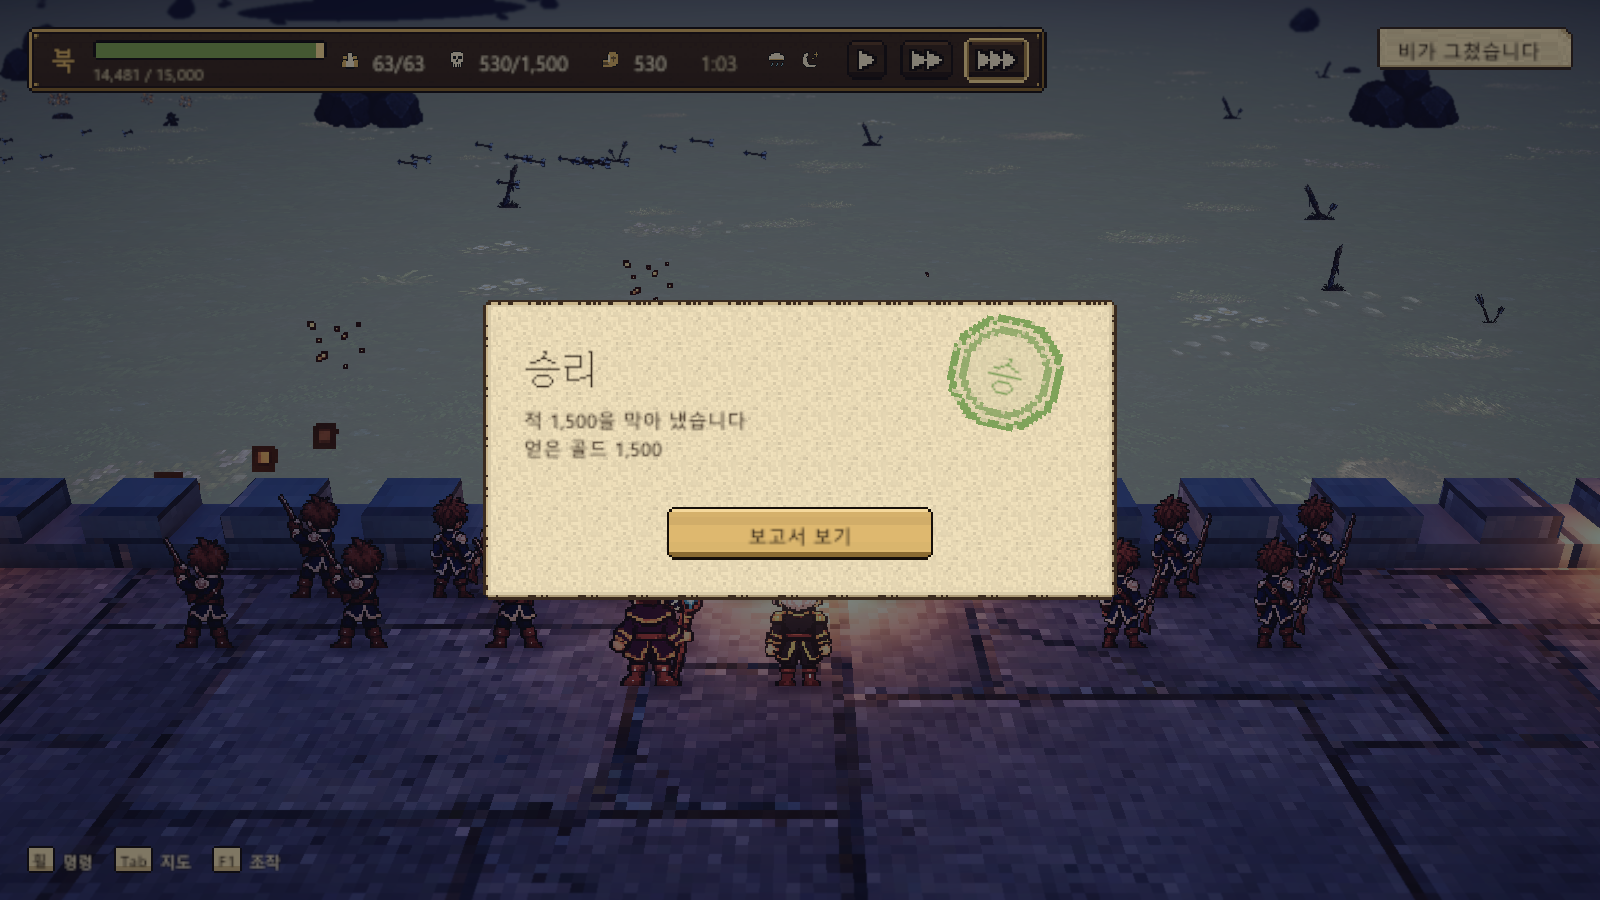 북
14,481 / 15,000
63/63
530/1,500
530
1:03
비가 그쳤습니다
승리
승
적 1,500을 막아 냈습니다
얻은 골드 1,500
보고서 보기
휠 명령
Tab 지도
F1 조작